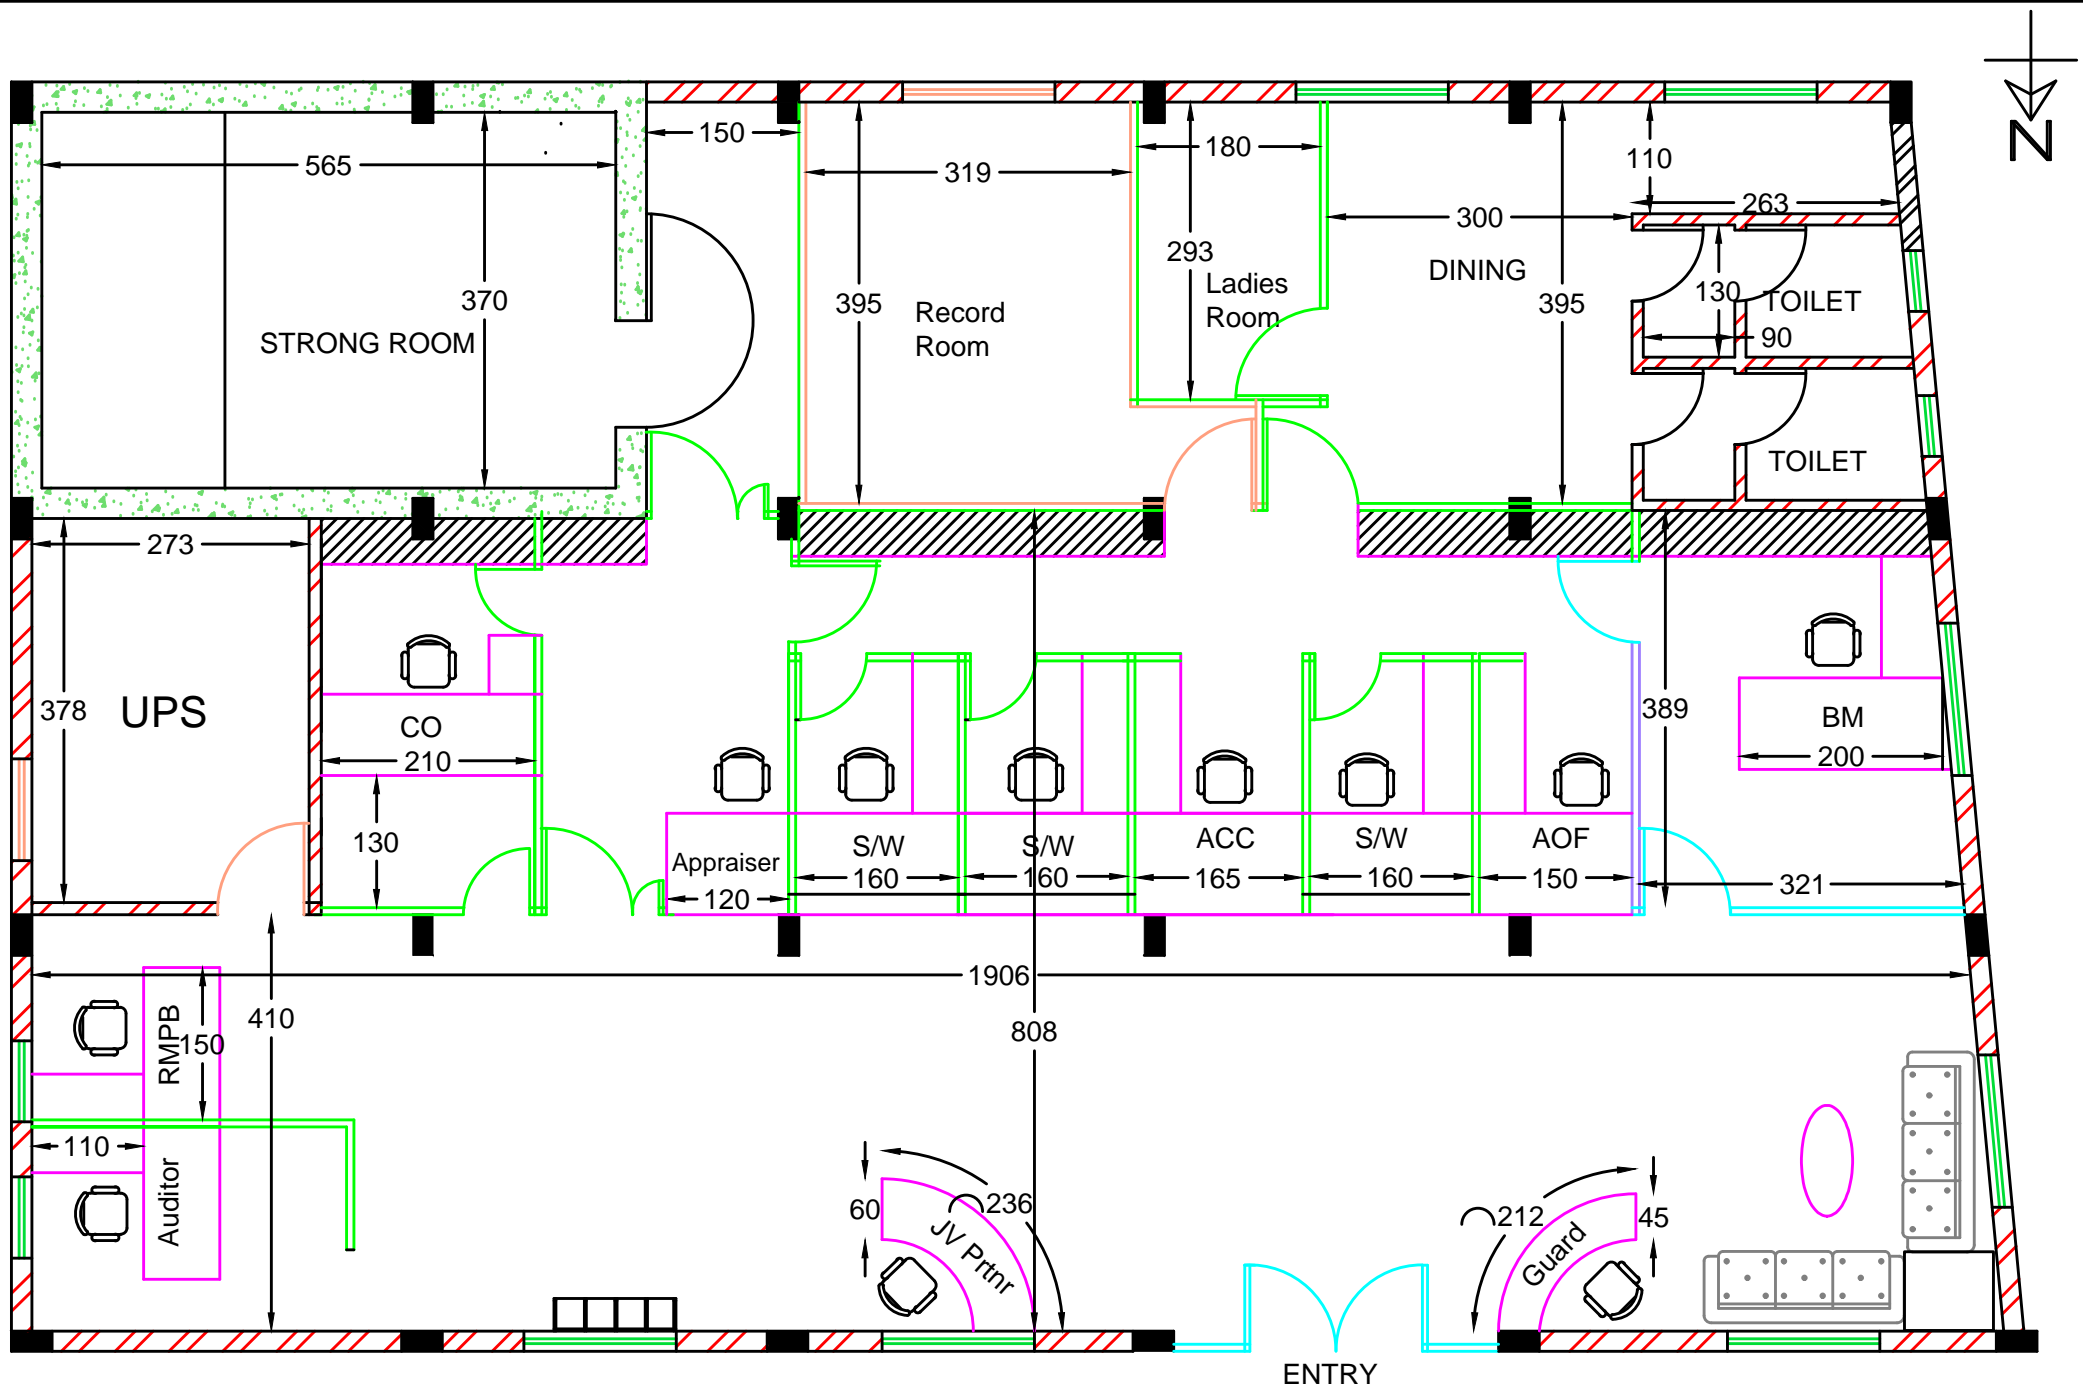 N
150
565
180
319
110
263
300
293
DINING
Ladies
Room
395
Record
Room
370
STRONG ROOM
395
130
TOILET
90
TOILET
273
378
UPS
CO
210
130
389
BM
200
Appraiser
120
S/W
160
S/W
160
ACC
165
S/W
160
AOF
150
321
1906
410
808
RMPB
150
110
Auditor
60
236
JV Prtnr
212
45
Guard
ENTRY